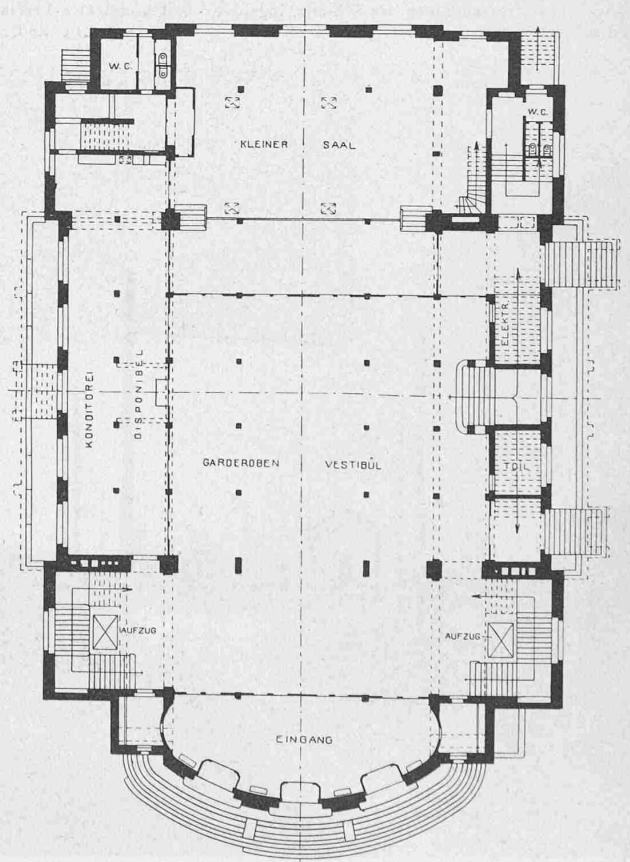 W.C.
W.C.
KLEINER SAAL
ELEKTR.
KONDITOREI
DISPONIBEL
GARDEROBEN VESTIBÜL
TOIL.
AUFZUG
AUFZUG
EINGANG